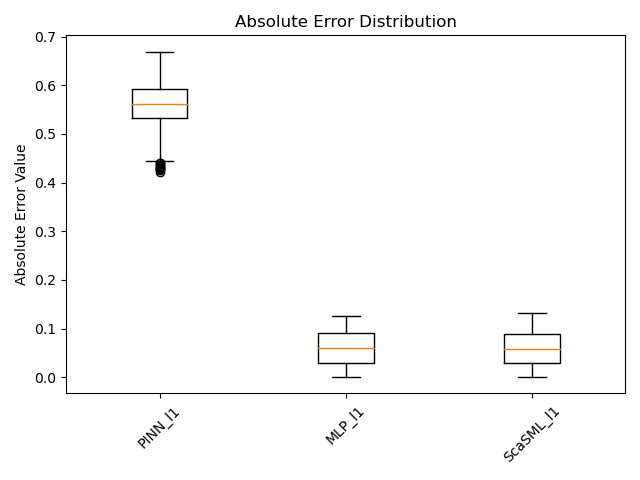 Absolute Error Distribution
Absolute Error Value
0.7
0.6
0.5
0.4
0.3
0.2
0.1
0.0
PINN_l1
MLP_l1
ScaSML_l1